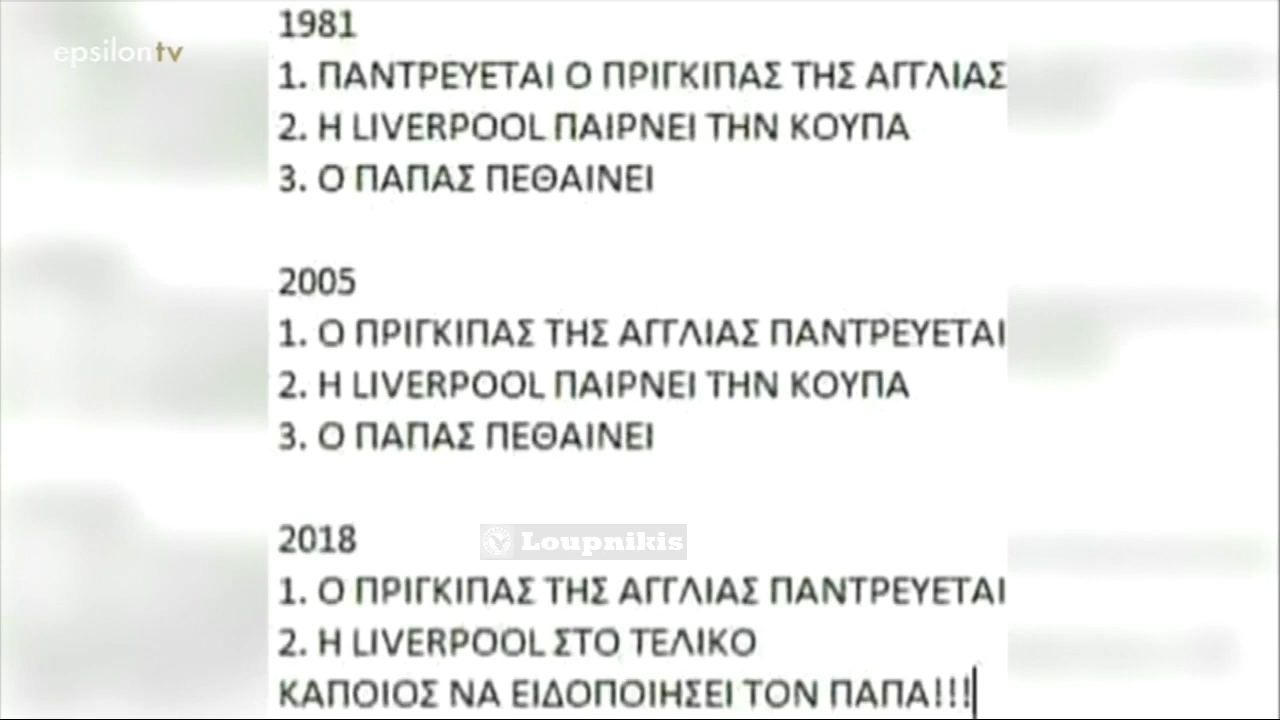 epsilontv
1981
1. ΠΑΝΤΡΕΥΕΤΑΙ Ο ΠΡΙΓΚΙΠΑΣ ΤΗΣ ΑΓΓΛΙΑΣ
2. Η LIVERPOOL ΠΑΙΡΝΕΙ ΤΗΝ ΚΟΥΠΑ
3. Ο ΠΑΠΑΣ ΠΕΘΑΙΝΕΙ
2005
1. Ο ΠΡΙΓΚΙΠΑΣ ΤΗΣ ΑΓΓΛΙΑΣ ΠΑΝΤΡΕΥΕΤΑΙ
2. Η LIVERPOOL ΠΑΙΡΝΕΙ ΤΗΝ ΚΟΥΠΑ
3. Ο ΠΑΠΑΣ ΠΕΘΑΙΝΕΙ
2018
Loupnikis
1. Ο ΠΡΙΓΚΙΠΑΣ ΤΗΣ ΑΓΓΛΙΑΣ ΠΑΝΤΡΕΥΕΤΑΙ
2. Η LIVERPOOL ΣΤΟ ΤΕΛΙΚΟ
ΚΑΠΟΙΟΣ ΝΑ ΕΙΔΟΠΟΙΗΣΕΙ ΤΟΝ ΠΑΠΑ!!!